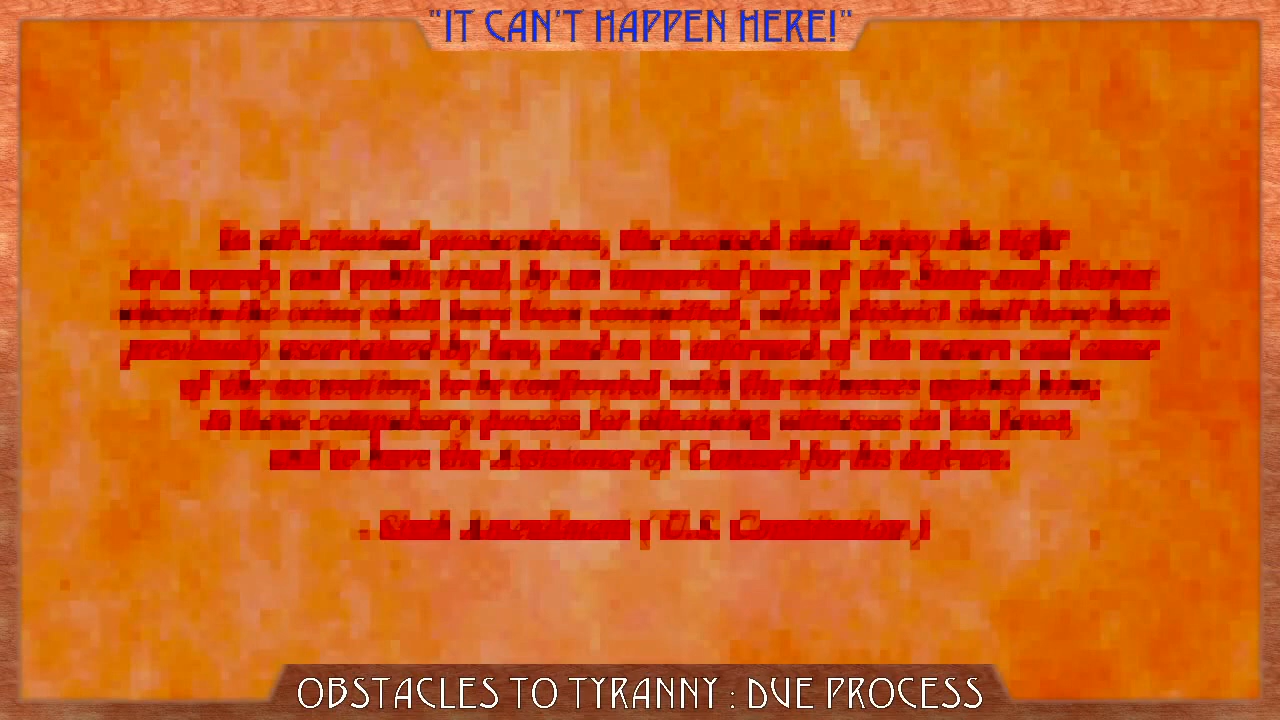 "IT CAN'T HAPPEN HERE!"
In all criminal prosecutions, the accused shall enjoy the right
to a speedy and public trial, by an impartial jury of the State and district
wherein the crime shall have been committed, which district shall have been
previously ascertained by law, and to be informed of the nature and cause
of the accusation; to be confronted with the witnesses against him;
to have compulsory process for obtaining witnesses in his favor,
and to have the Assistance of Counsel for his defence.
- Sixth Amendment ( U.S. Constitution )
OBSTACLES TO TYRANNY : DUE PROCESS